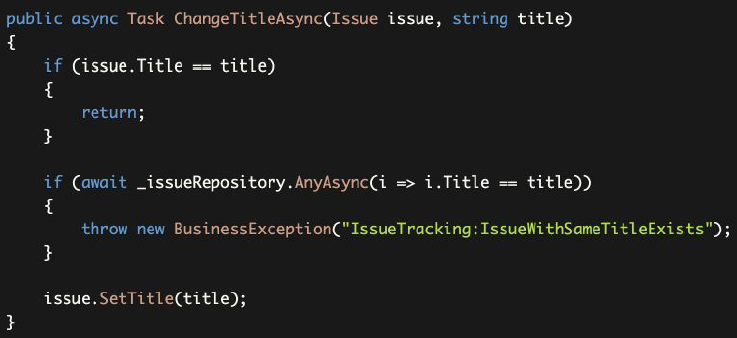 public async Task ChangeTitleAsync(Issue issue, string title)
{
    if (issue.Title == title)
    {
        return;
    }

    if (await _issueRepository.AnyAsync(i => i.Title == title))
    {
        throw new BusinessException("IssueTracking:IssueWithSameTitleExists");
    }

    issue.SetTitle(title);
}